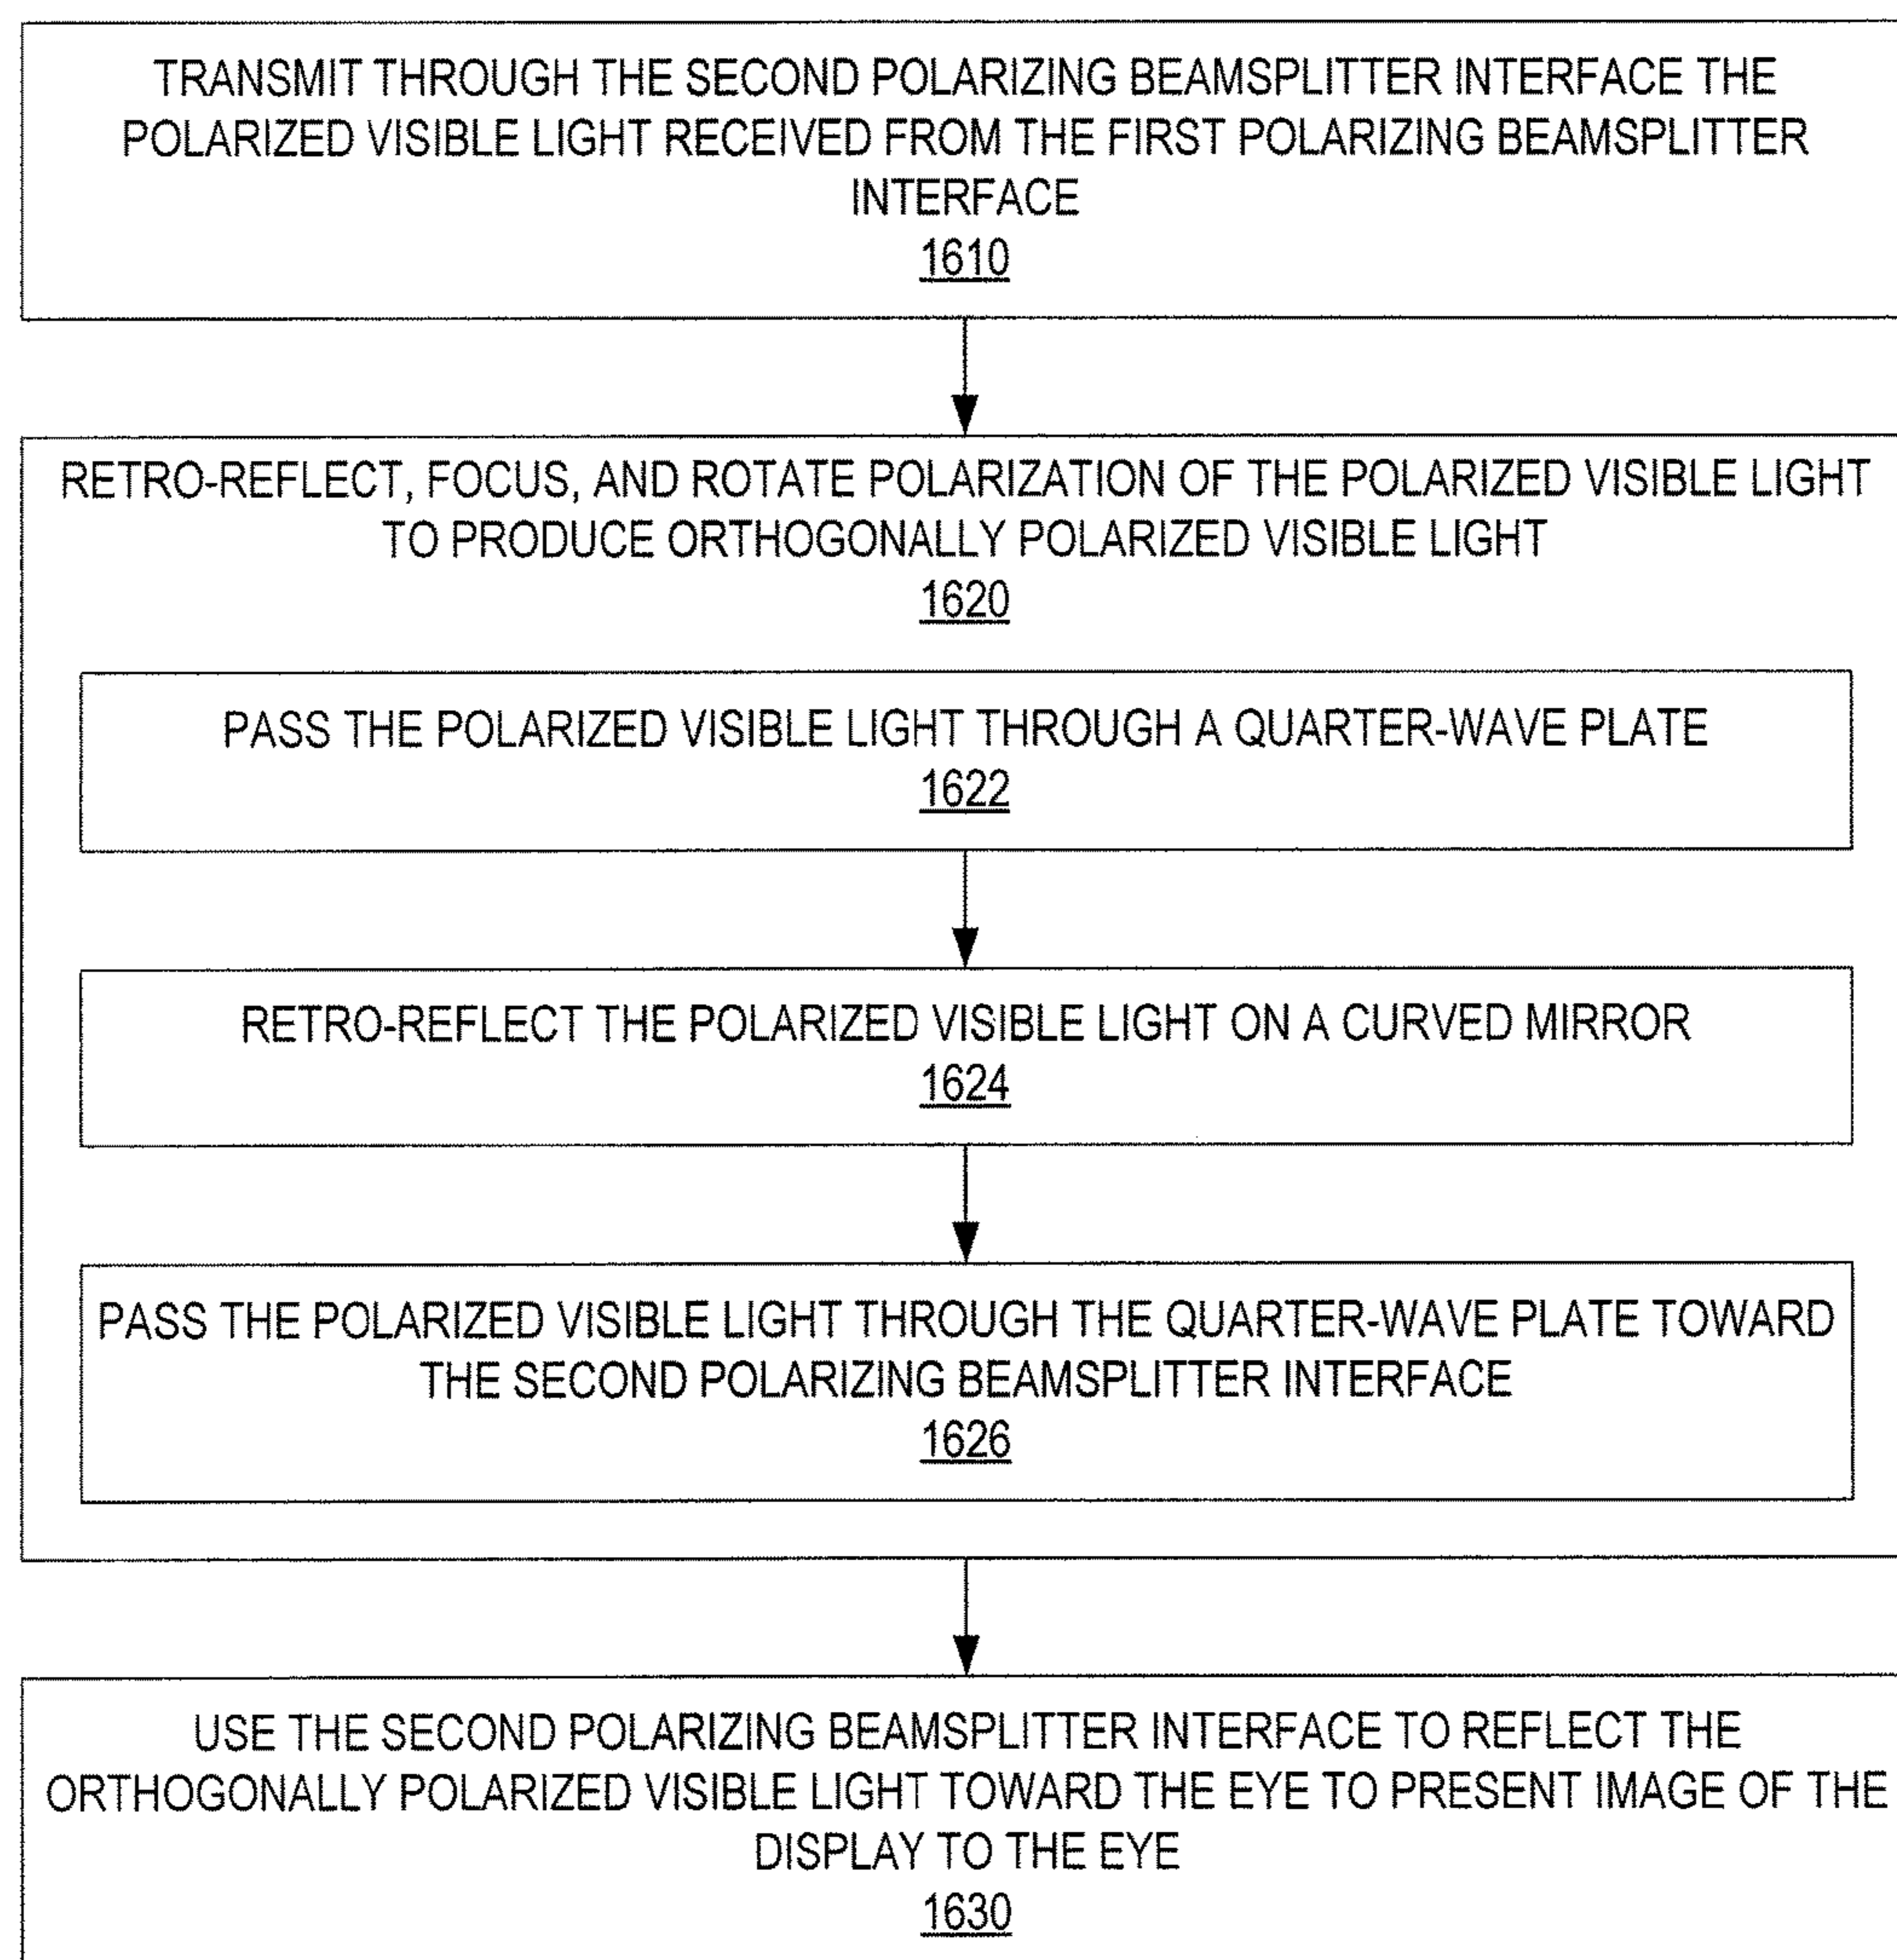 TRANSMIT THROUGH THE SECOND POLARIZING BEAMSPLITTER INTERFACE THE
POLARIZED VISIBLE LIGHT RECEIVED FROM THE FIRST POLARIZING BEAMSPLITTER
INTERFACE
1610
RETRO-REFLECT, FOCUS, AND ROTATE POLARIZATION OF THE POLARIZED VISIBLE LIGHT
TO PRODUCE ORTHOGONALLY POLARIZED VISIBLE LIGHT
1620
PASS THE POLARIZED VISIBLE LIGHT THROUGH A QUARTER-WAVE PLATE
1622
RETRO-REFLECT THE POLARIZED VISIBLE LIGHT ON A CURVED MIRROR
1624
PASS THE POLARIZED VISIBLE LIGHT THROUGH THE QUARTER-WAVE PLATE TOWARD
THE SECOND POLARIZING BEAMSPLITTER INTERFACE
1626
USE THE SECOND POLARIZING BEAMSPLITTER INTERFACE TO REFLECT THE
ORTHOGONALLY POLARIZED VISIBLE LIGHT TOWARD THE EYE TO PRESENT IMAGE OF THE
DISPLAY TO THE EYE
1630